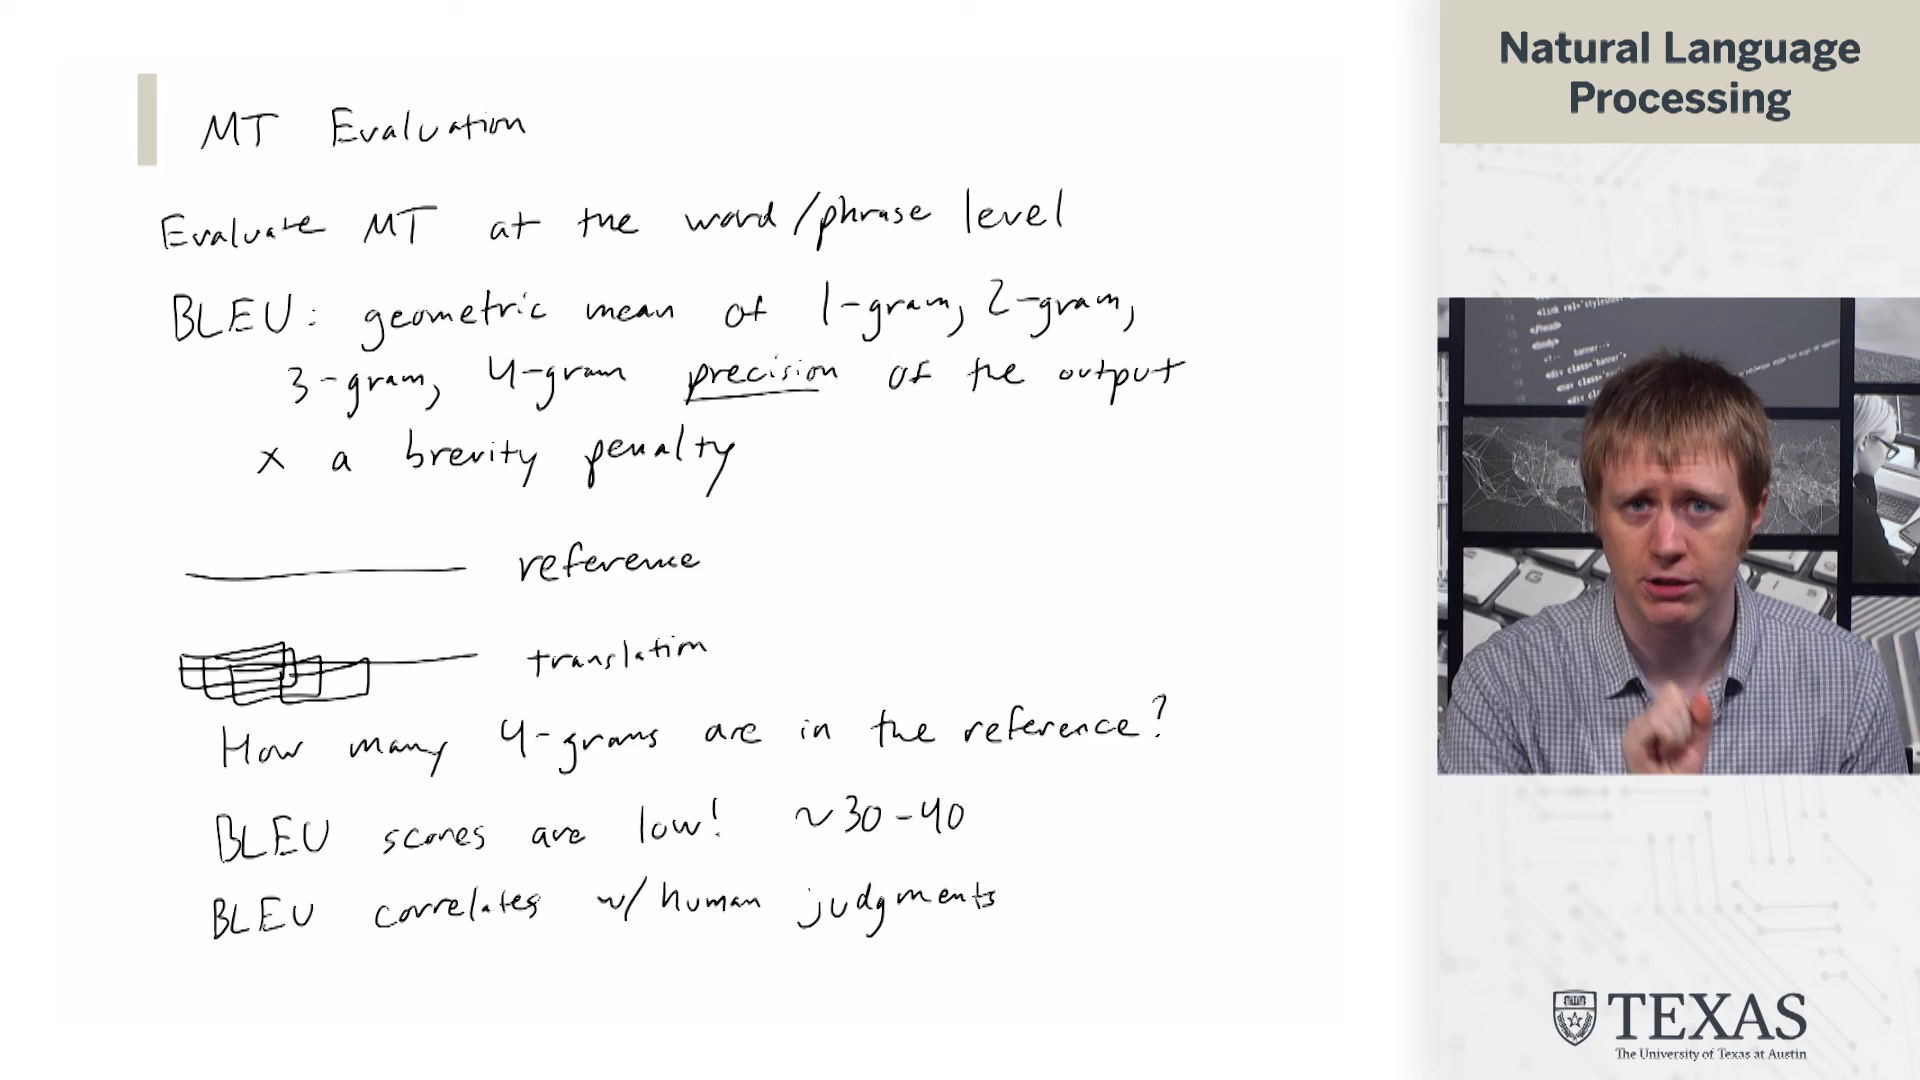 MT Evaluation
Evaluate MT at the word/phrase level
BLEU: geometric mean of 1-gram, 2-gram,
3-gram, 4-gram precision of the output
x a brevity penalty
reference
translation
How many 4-grams are in the reference?
BLEU scores are low! ~30-40
BLEU correlates w/ human judgments
Natural Language
Processing
TEXAS
The University of Texas at Austin